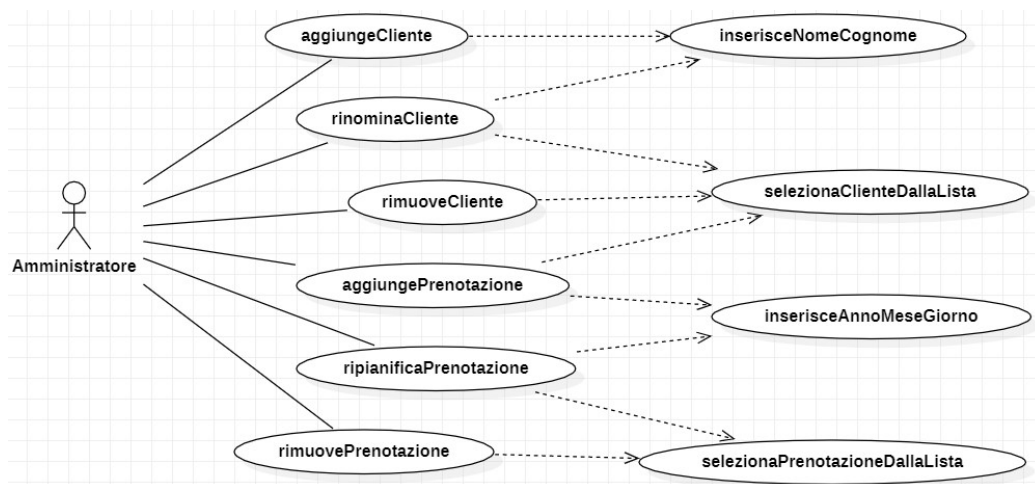 aggiungeCliente
inserisceNomeCognome
rinominaCliente
selezionaClienteDallaLista
rimuoveCliente
Amministratore
aggiungePrenotazione
inserisceAnnoMeseGiorno
ripianificaPrenotazione
rimuovePrenotazione
selezionaPrenotazioneDallaLista